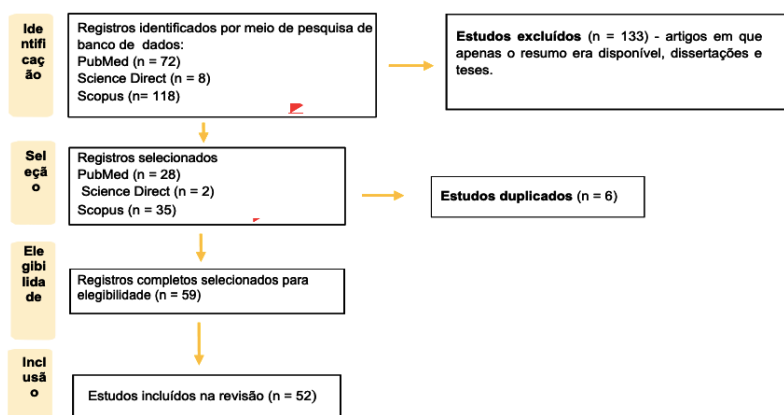 Ide
ntific
aç
ão
Registros identificados por meio de pesquisa de
banco de dados:
PubMed (n = 72)
Science Direct (n = 8)
Scopus (n= 118)
Estudos excluídos (n = 133) - artigos em que
apenas o resumo era disponível, dissertações e
teses.
Sel
eçã
o
Registros selecionados
PubMed (n = 28)
Science Direct (n = 2)
Scopus (n = 35)
Estudos duplicados (n = 6)
Ele
gibi
lida
de
Registros completos selecionados para
elegibilidade (n = 59)
Incl
usã
o
Estudos incluídos na revisão (n = 52)